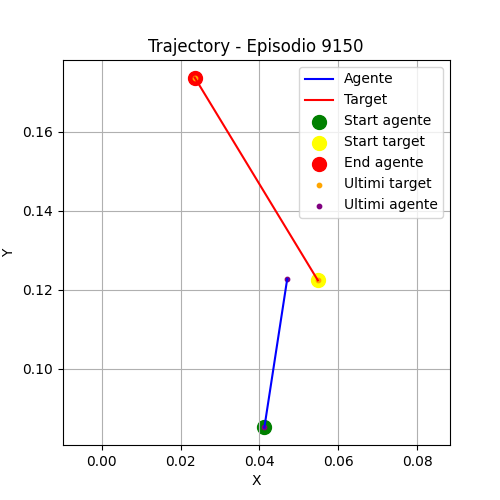 Trajectory - Episodio 9150
Agente
Target
Start agente
Start target
End agente
Ultimi target
Ultimi agente
Y
0.16
0.14
0.12
0.10
0.00 0.02 0.04 0.06 0.08
X